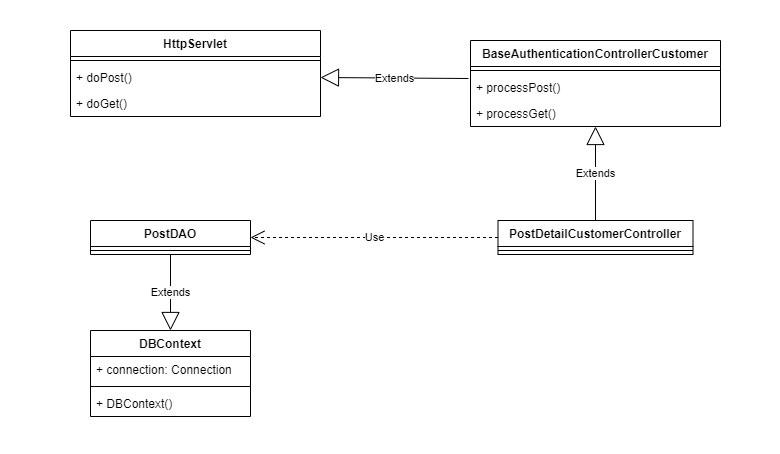 HttpServlet
+ doPost()
+ doGet()
Extends
BaseAuthenticationControllerCustomer
+ processPost()
+ processGet()
Extends
PostDAO
Use
PostDetailCustomerController
Extends
DBContext
+ connection: Connection
+ DBContext()